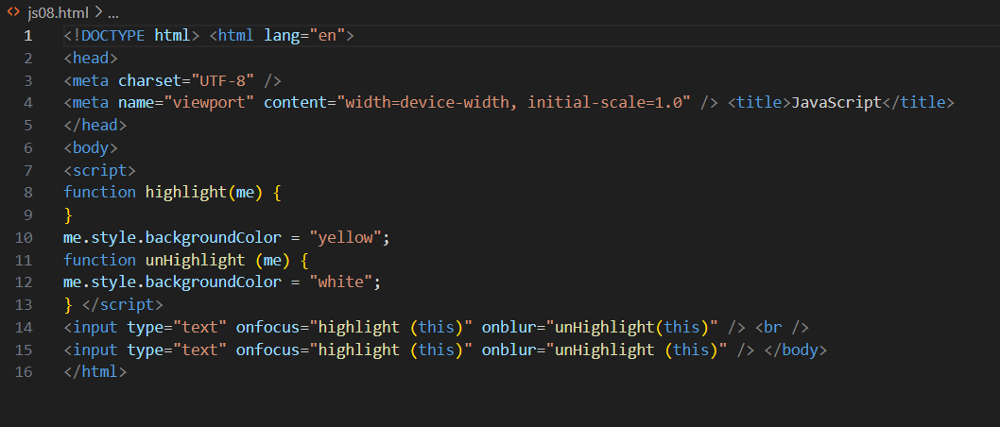 <> js08.html > ...
1 <!DOCTYPE html> <html lang="en">
2 <head>
3 <meta charset="UTF-8" />
4 <meta name="viewport" content="width=device-width, initial-scale=1.0" /> <title>JavaScript</title>
5 </head>
6 <body>
7 <script>
8 function highlight(me) {
9 }
10 me.style.backgroundColor = "yellow";
11 function unHighlight (me) {
12 me.style.backgroundColor = "white";
13 } </script>
14 <input type="text" onfocus="highlight (this)" onblur="unHighlight(this)" /> <br />
15 <input type="text" onfocus="highlight (this)" onblur="unHighlight (this)" /> </body>
16 </html>